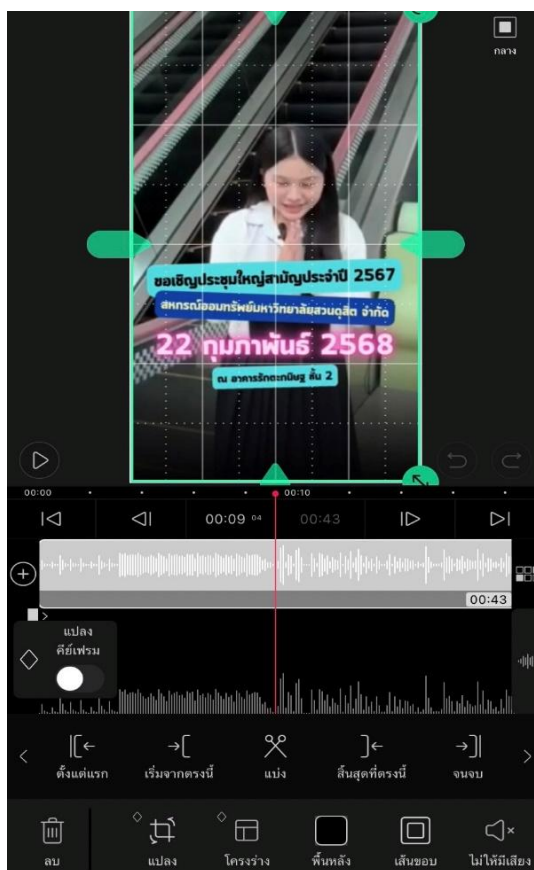 กลาง
ขอเชิญประชุมใหญ่สามัญประจำปี 2567
สหกรณ์ออมทรัพย์มหาวิทยาลัยสวนดุสิต จำกัด
22 กุมภาพันธ์ 2568
ณ อาคารรักตะกนิษฐ ชั้น 2
00:00
00:10
00:09 04
00:43
00:43
แปลง
คีย์เฟรม
ตั้งแต่แรก
เริ่มจากตรงนี้
แบ่ง
สิ้นสุดที่ตรงนี้
จนจบ
ลบ
แปลง
โครงร่าง
พื้นหลัง
เส้นขอบ
ไม่ให้มีเสียง